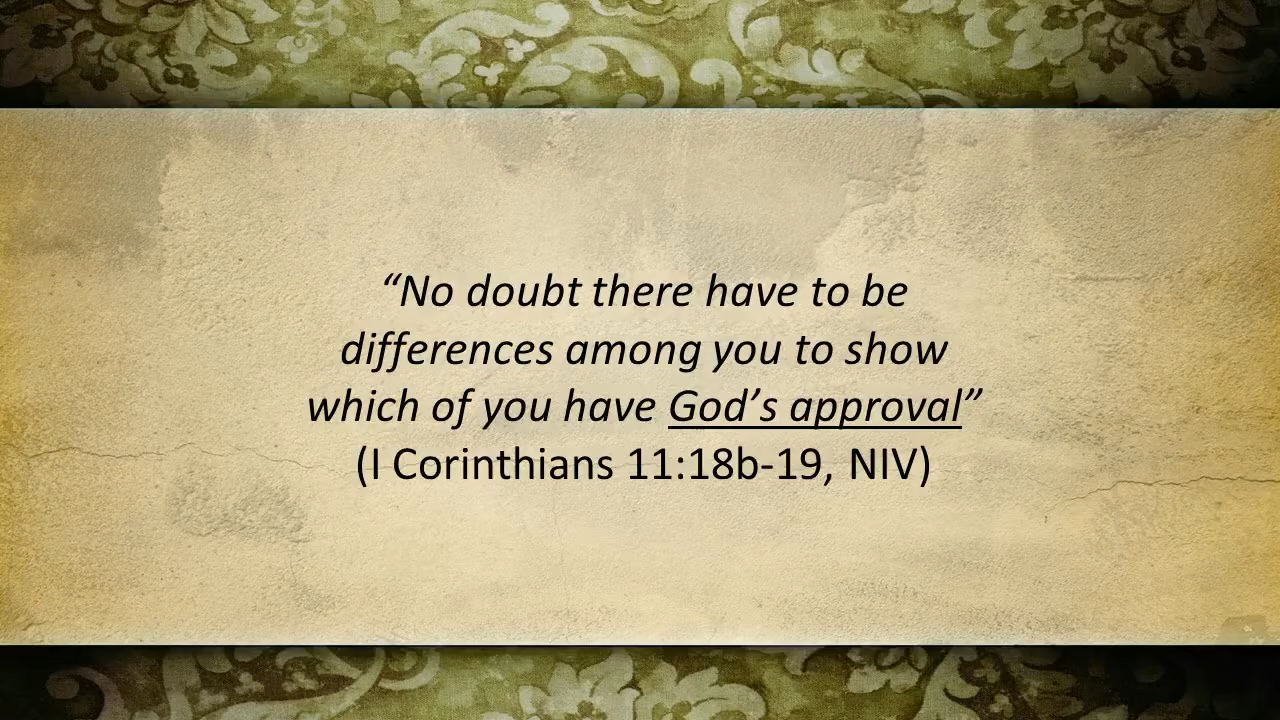 “No doubt there have to be
differences among you to show
which of you have God’s approval”
(I Corinthians 11:18b-19, NIV)